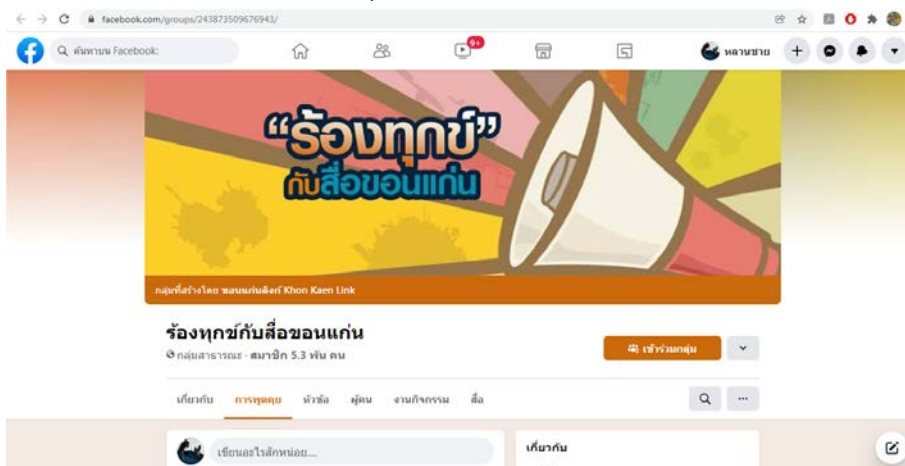 facebook.com/groups/243873509676943/
ค้นหาบน Facebook
9+
หลานชาย
“ร้องทุกข์”
กับสื่อขอนแก่น
กลุ่มที่สร้างโดย ขอนแก่นลิงก์ Khon Kaen Link
ร้องทุกข์กับสื่อขอนแก่น
กลุ่มสาธารณะ · สมาชิก 5.3 พัน คน
เข้าร่วมกลุ่ม
เกี่ยวกับ การพูดคุย หัวข้อ ผู้คน งานกิจกรรม สื่อ
เขียนอะไรสักหน่อย...
เกี่ยวกับ